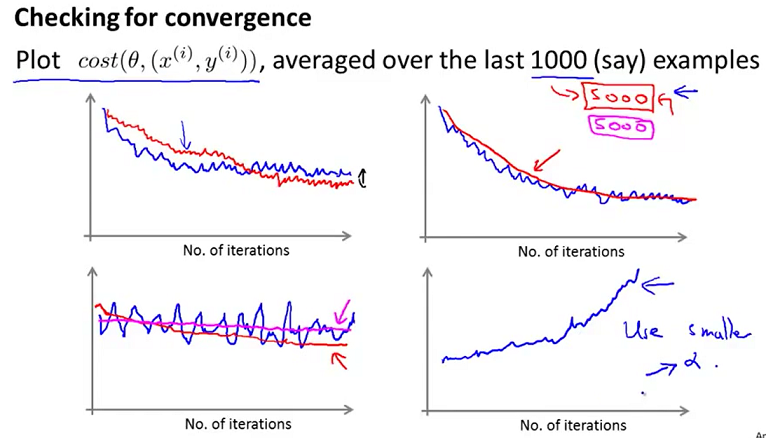 Checking for convergence
Plot cost(θ, (x^{(i)}, y^{(i)})), averaged over the last 1000 (say) examples
5000
5000
No. of iterations
No. of iterations
Use smaller
→ α.
No. of iterations
No. of iterations